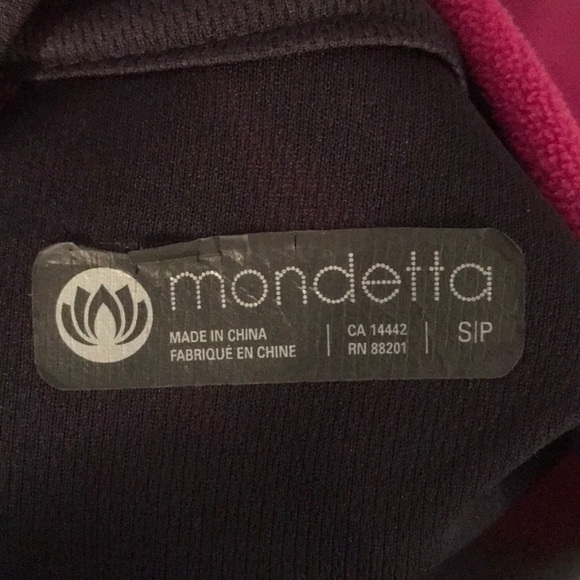 mondetta
MADE IN CHINA
FABRIQUÉ EN CHINE
CA 14442
RN 88201
S|P